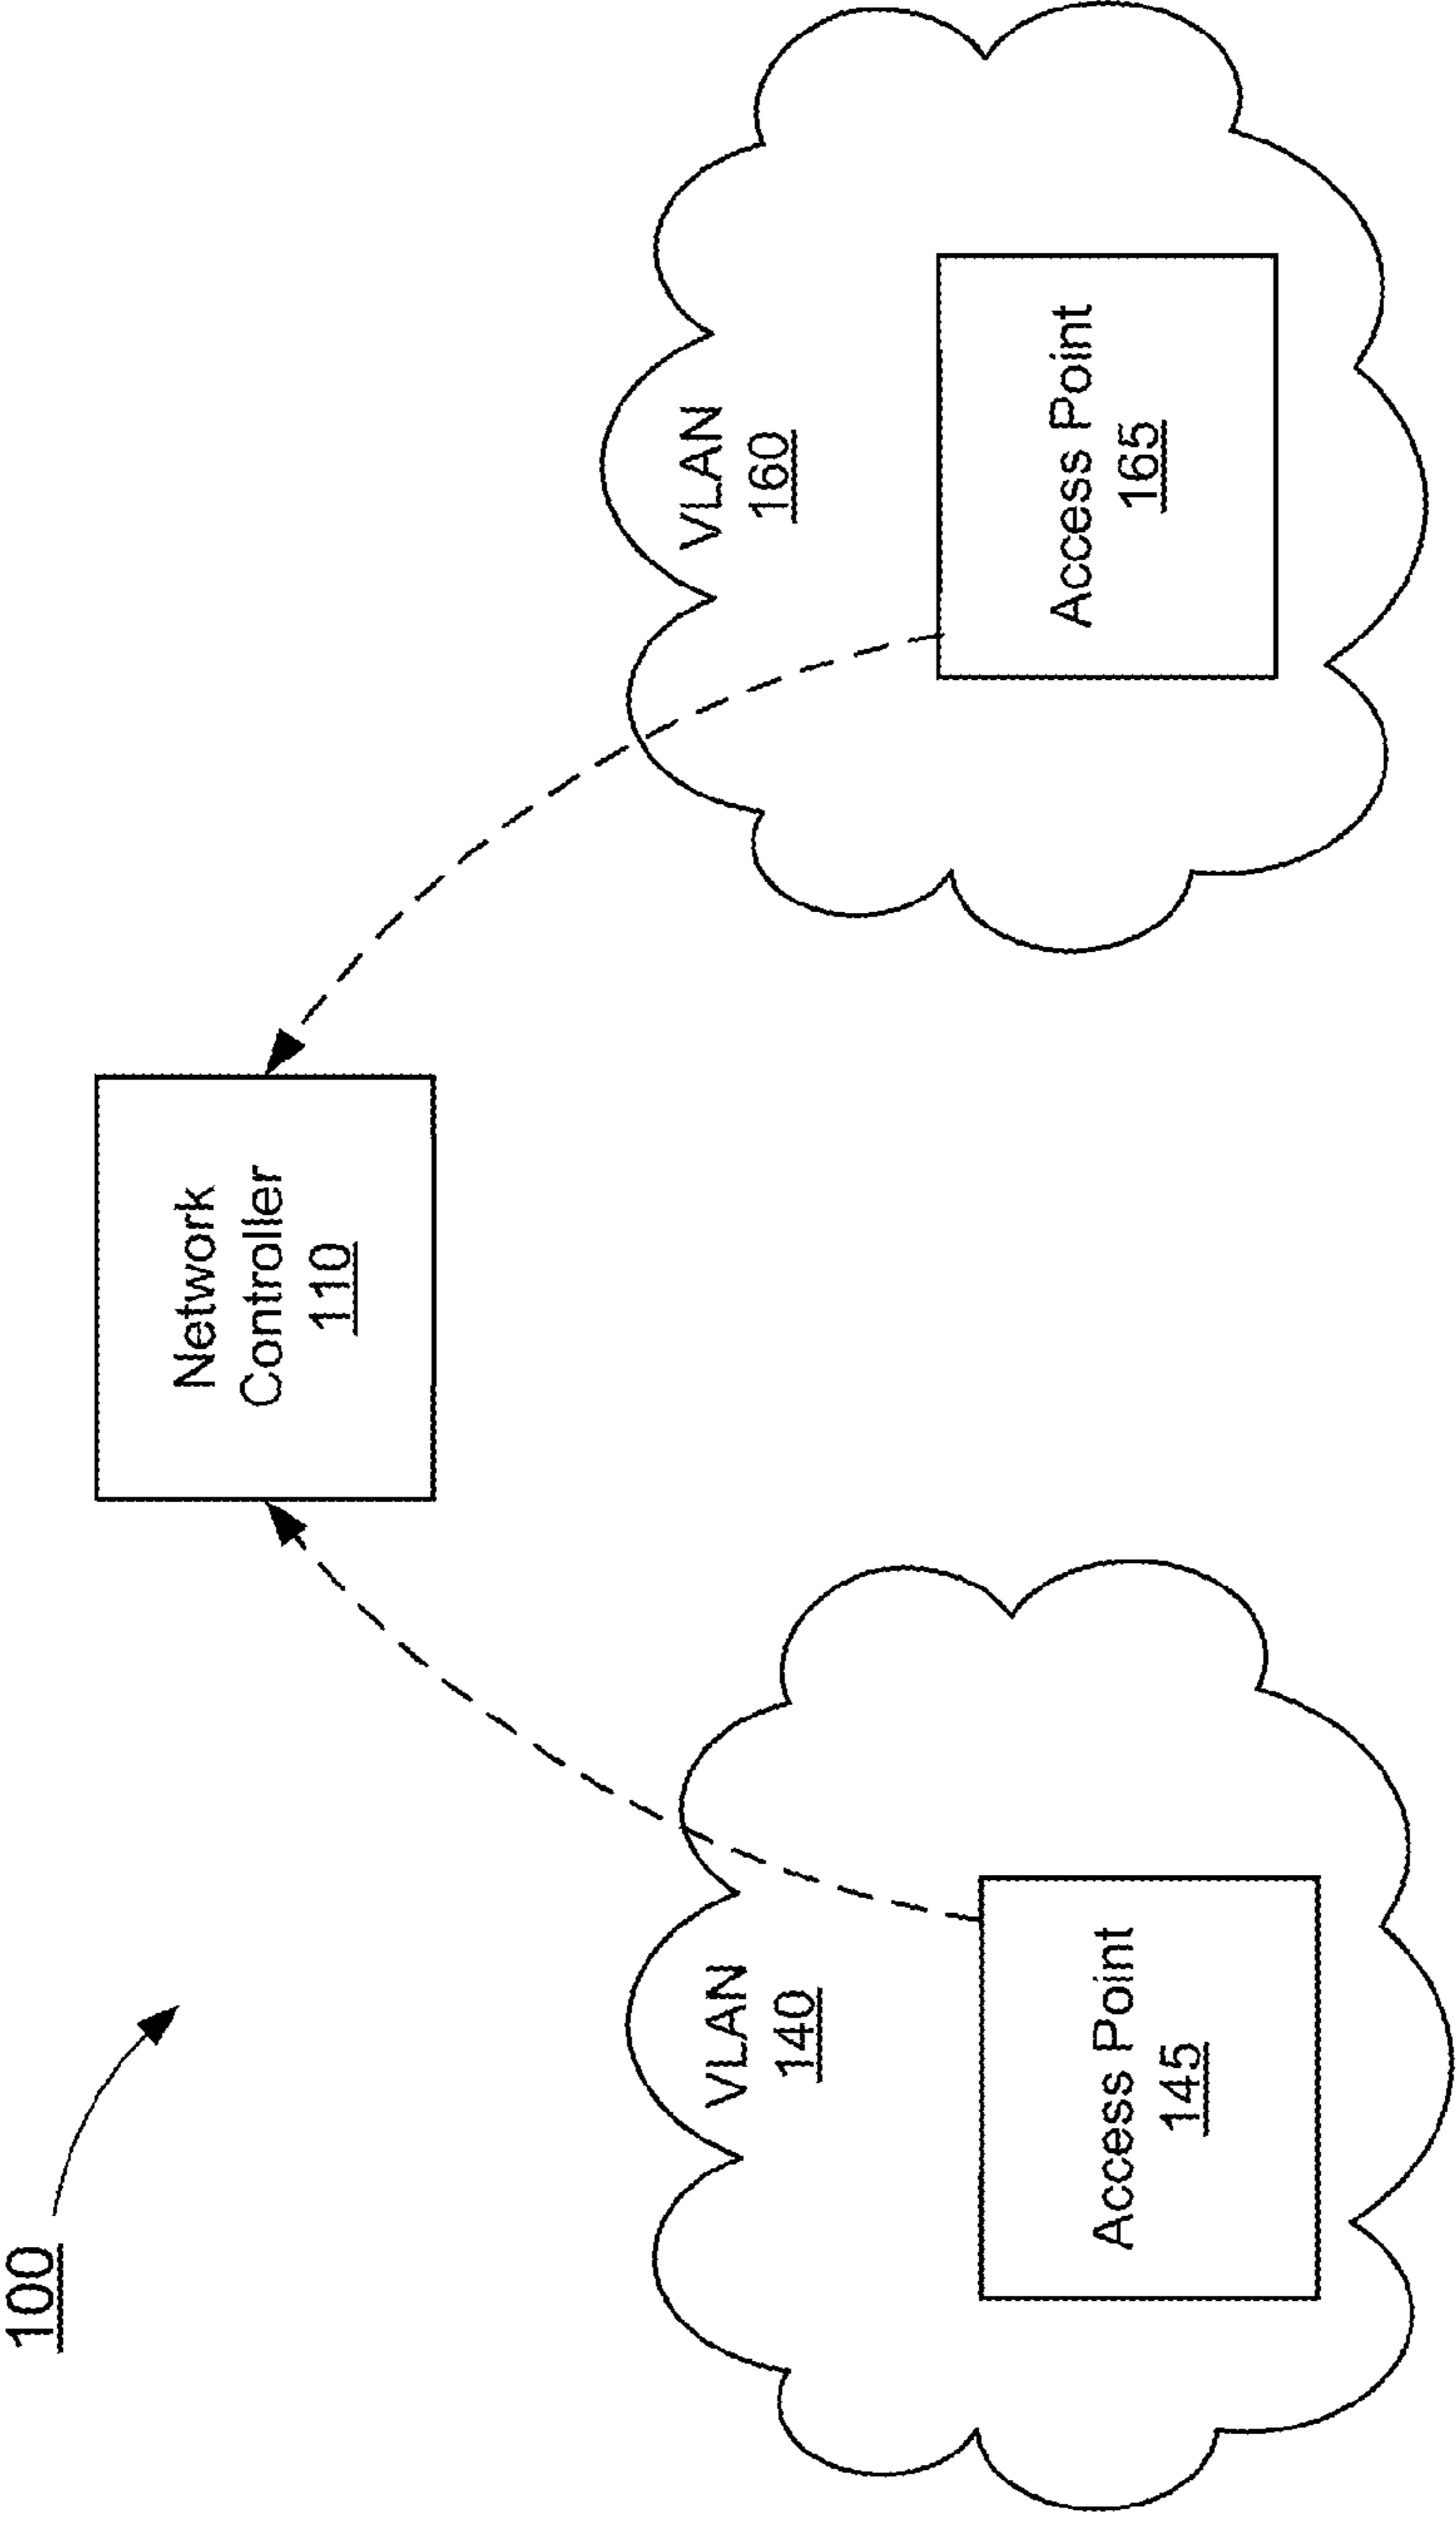 100
Network
Controller
110
VLAN
140
Access Point
145
VLAN
160
Access Point
165